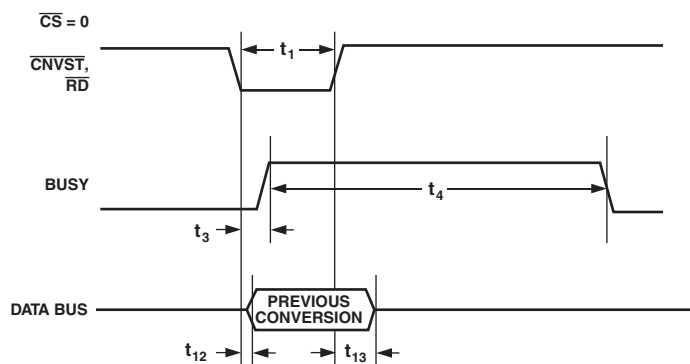 CS = 0
CNVST,
RD
t1
BUSY
t4
t3
DATA BUS
PREVIOUS
CONVERSION
t12
t13